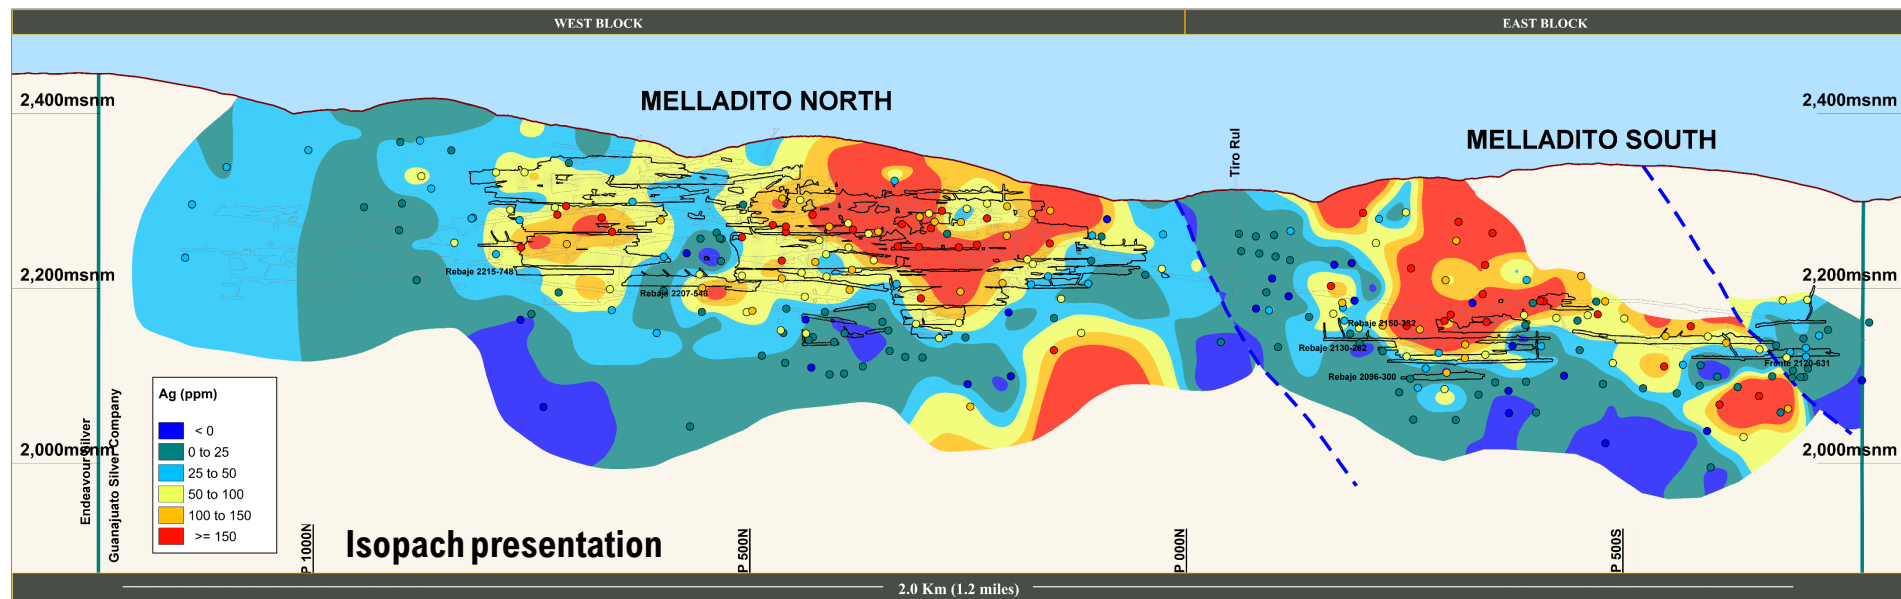 WEST BLOCK
EAST BLOCK
MELLADITO NORTH
MELLADITO SOUTH
2,400msnm
2,400msnm
Tiro Rul
2,200msnm
2,200msnm
Rebaje 2215-748
Rebaje 2207-546
Rebaje 2150-332
Rebaje 2130-262
Rebaje 2096-300
Frente 2120-631
2,000msnm
2,000msnm
Endeavour Silver
Guanajuato Silver Company
Ag (ppm)
< 0
0 to 25
25 to 50
50 to 100
100 to 150
>= 150
Isopach presentation
P 1000N
P 500N
P 000N
P 500S
2.0 Km (1.2 miles)